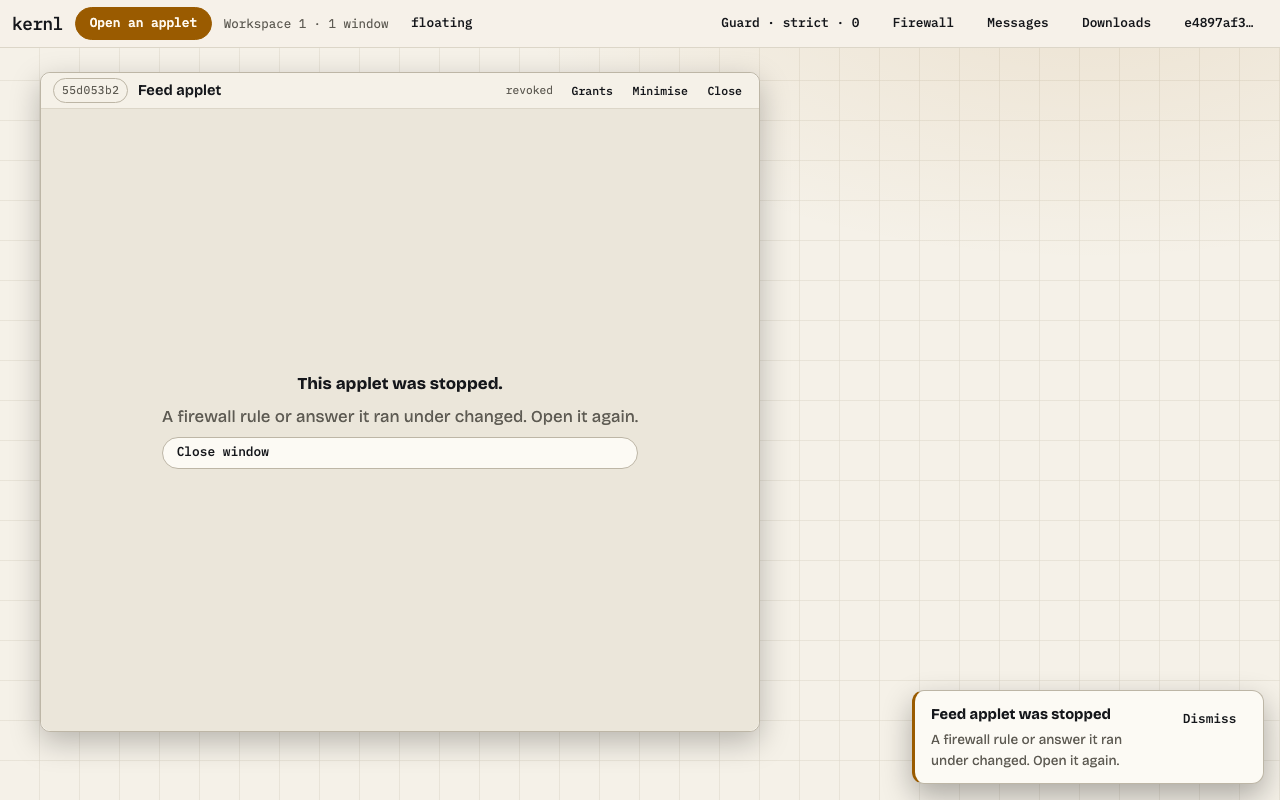 kernl
Open an applet
Workspace 1 · 1 window
floating
Guard · strict · 0
Firewall
Messages
Downloads
e4897af3…
55d053b2
Feed applet
revoked
Grants
Minimise
Close
This applet was stopped.
A firewall rule or answer it ran under changed. Open it again.
Close window
Feed applet was stopped
Dismiss
A firewall rule or answer it ran
under changed. Open it again.